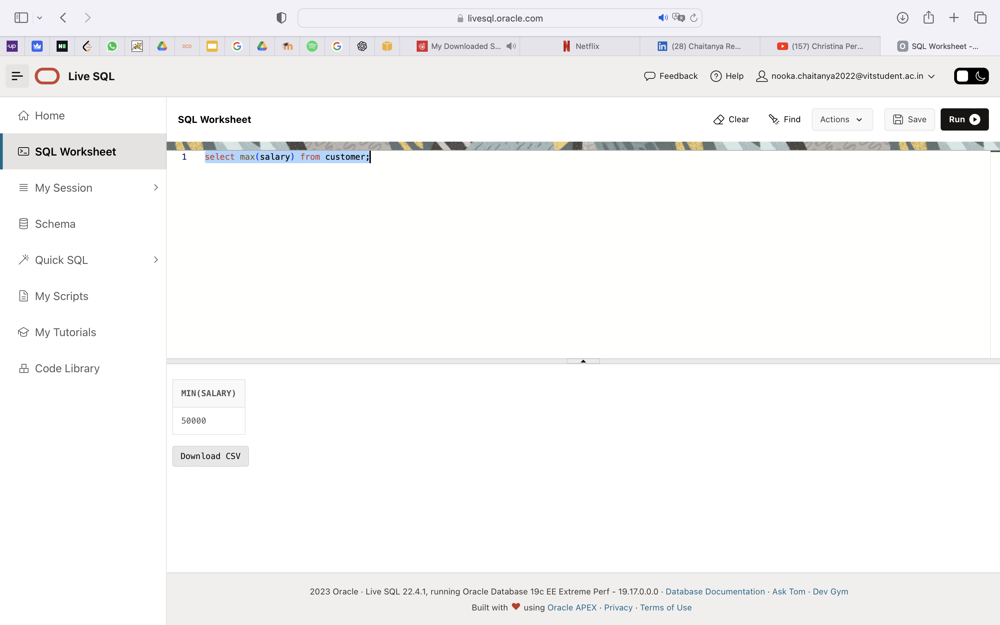 livesql.oracle.com
up
H
DCD
My Downloaded S...
Netflix
in (28) Chaitanya Re...
(157) Christina Per...
O SQL Worksheet -...
Live SQL
Feedback
Help
nooka.chaitanya2022@vitstudent.ac.in
Home
SQL Worksheet
My Session
Schema
Quick SQL
My Scripts
My Tutorials
Code Library
SQL Worksheet
Clear
Find
Actions
Save
Run
1 select max(salary) from customer;
MIN(SALARY)
50000
Download CSV
2023 Oracle · Live SQL 22.4.1, running Oracle Database 19c EE Extreme Perf - 19.17.0.0.0 · Database Documentation · Ask Tom · Dev Gym
Built with ❤ using Oracle APEX · Privacy · Terms of Use